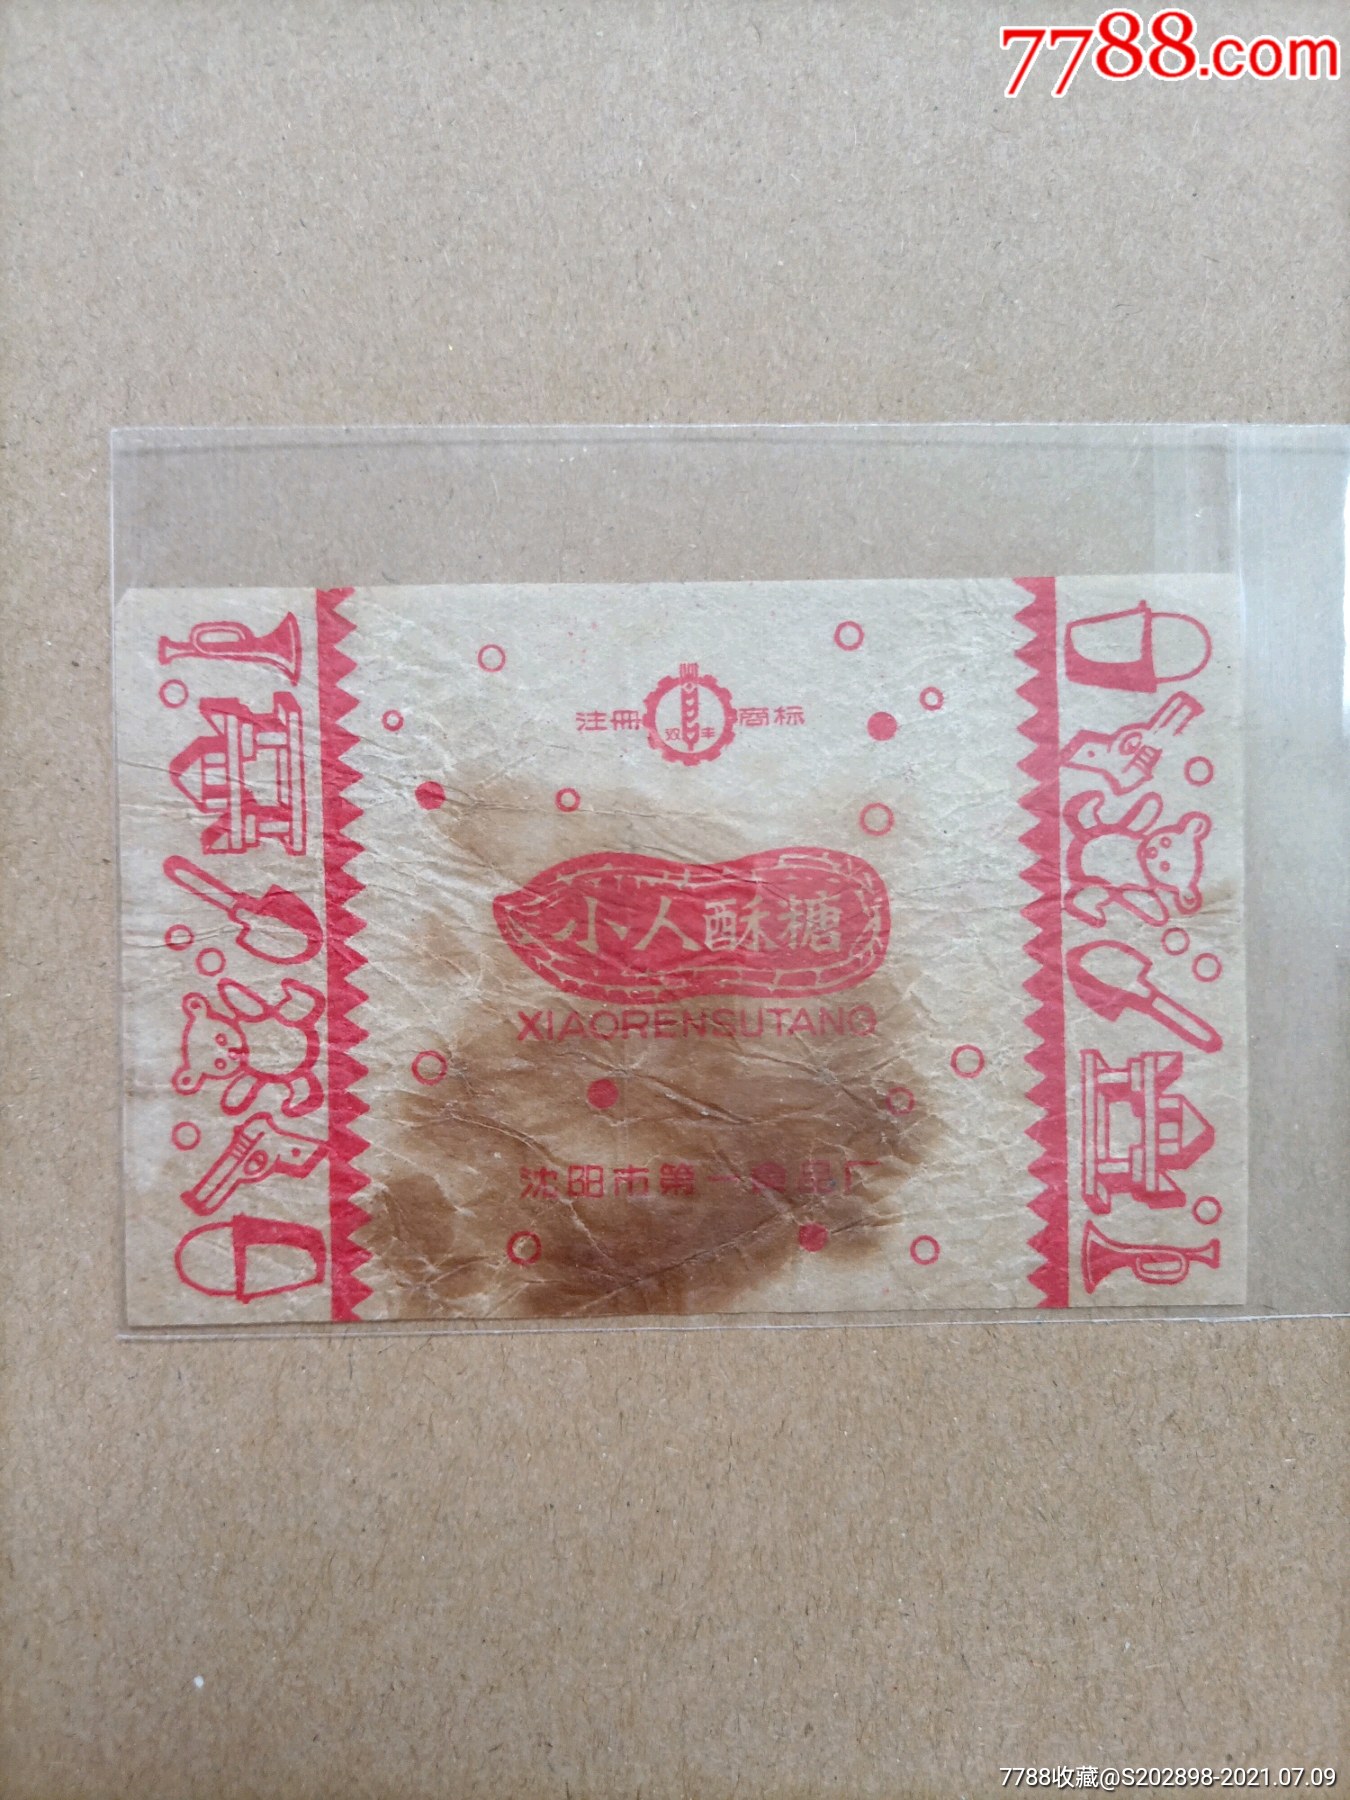 7788.com
注冊 双丰 商标
小人酥糖
XIAORENSUTANG
沈阳市第一食品厂
7788收藏@S202898-2021.07.09